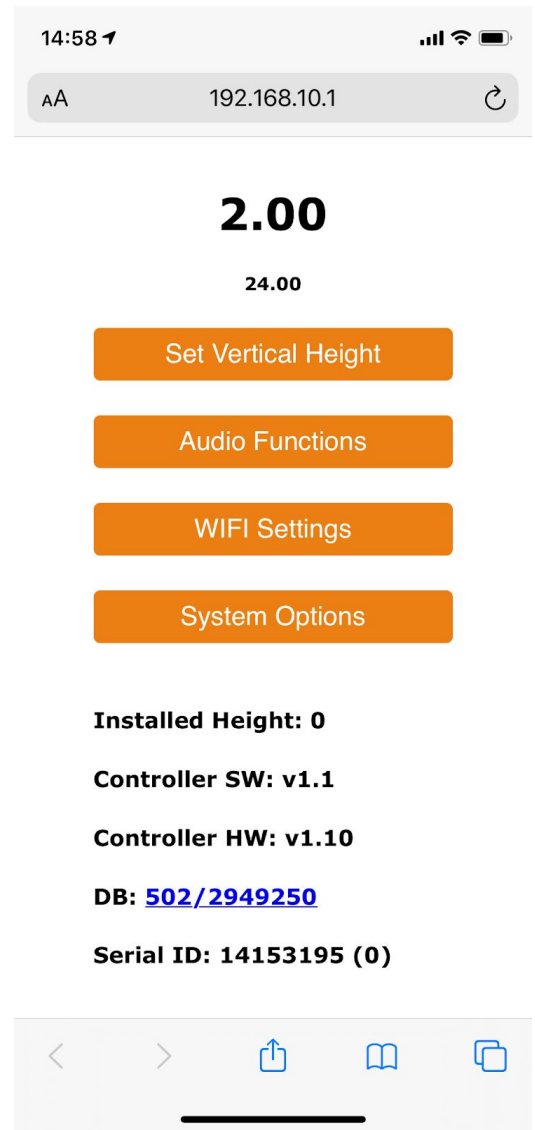 14:58
AA
192.168.10.1
2.00
24.00
Set Vertical Height
Audio Functions
WIFI Settings
System Options
Installed Height: 0
Controller SW: v1.1
Controller HW: v1.10
DB: 502/2949250
Serial ID: 14153195 (0)